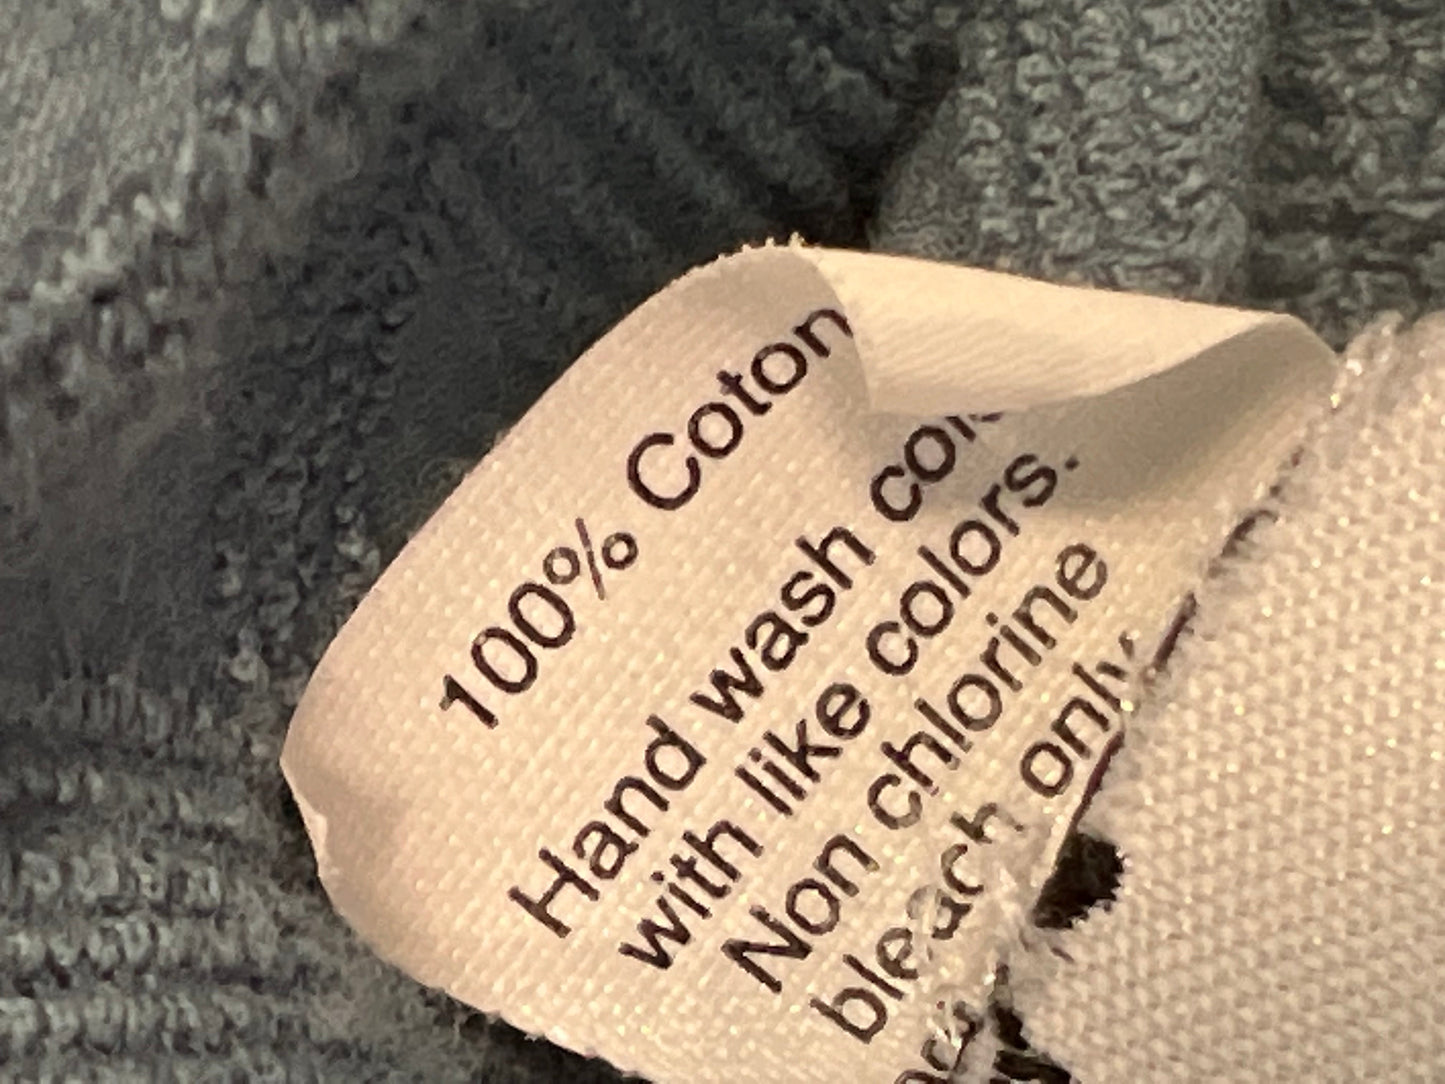 100% Coton
Hand wash
with like colors.
Non chlorine
bleach only